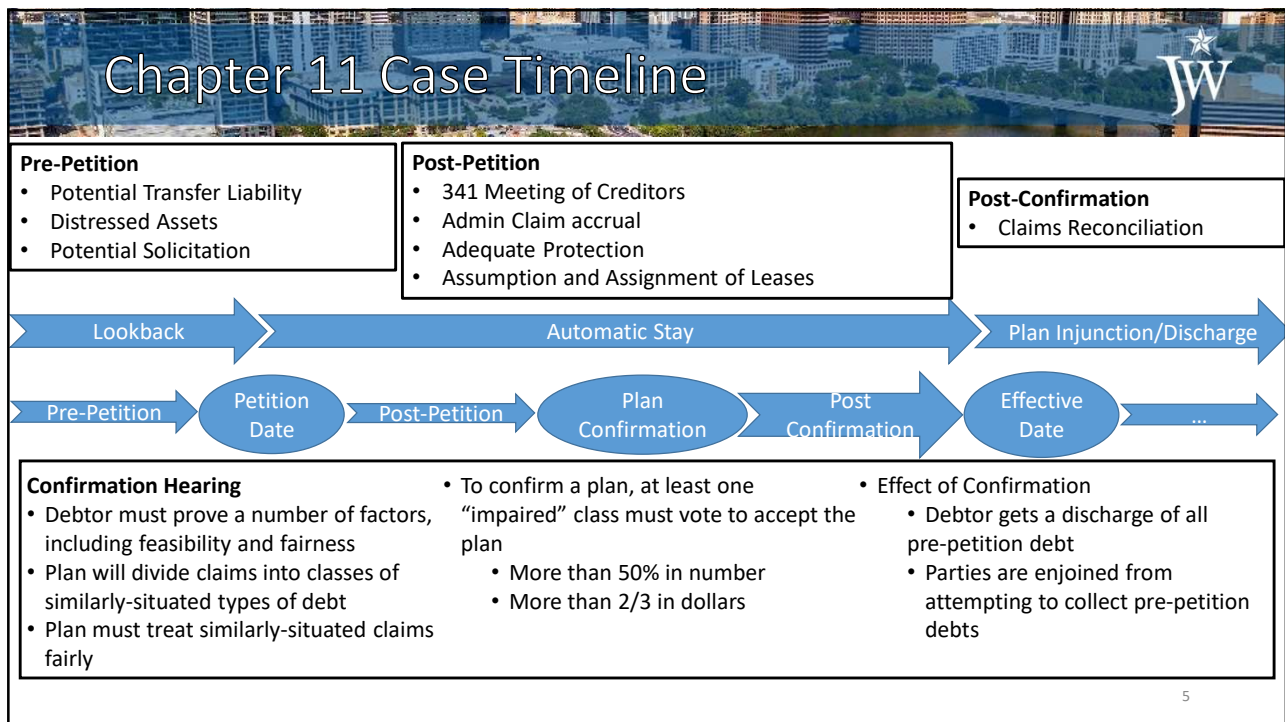 Chapter 11 Case Timeline
JW
Pre-Petition
• Potential Transfer Liability
• Distressed Assets
• Potential Solicitation
Post-Petition
• 341 Meeting of Creditors
• Admin Claim accrual
• Adequate Protection
• Assumption and Assignment of Leases
Post-Confirmation
• Claims Reconciliation
Lookback
Automatic Stay
Plan Injunction/Discharge
Pre-Petition
Petition
Date
Post-Petition
Plan
Confirmation
Post
Confirmation
Effective
Date
...
Confirmation Hearing
• Debtor must prove a number of factors,
including feasibility and fairness
• Plan will divide claims into classes of
similarly-situated types of debt
• Plan must treat similarly-situated claims
fairly
• To confirm a plan, at least one
“impaired” class must vote to accept the
plan
• More than 50% in number
• More than 2/3 in dollars
• Effect of Confirmation
• Debtor gets a discharge of all
pre-petition debt
• Parties are enjoined from
attempting to collect pre-petition
debts
5